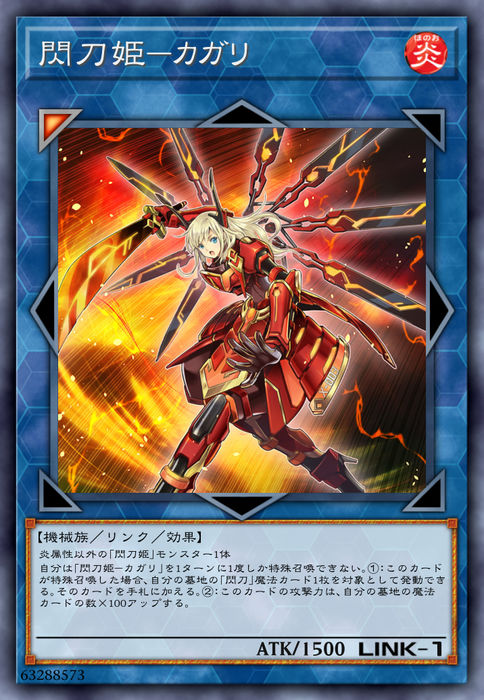 閃刀姫－カガリ
ほのお
炎
【機械族／リンク／効果】
炎属性以外の「閃刀姫」モンスター1体
自分は「閃刀姫－カガリ」を1ターンに1度しか特殊召喚できない。①：このカード
が特殊召喚した場合、自分の墓地の「閃刀」魔法カード1枚を対象として発動でき
る。そのカードを手札に加える。②：このカードの攻撃力は、自分の墓地の魔法
カードの数×100アップする。
ATK/1500 LINK-1
63288573